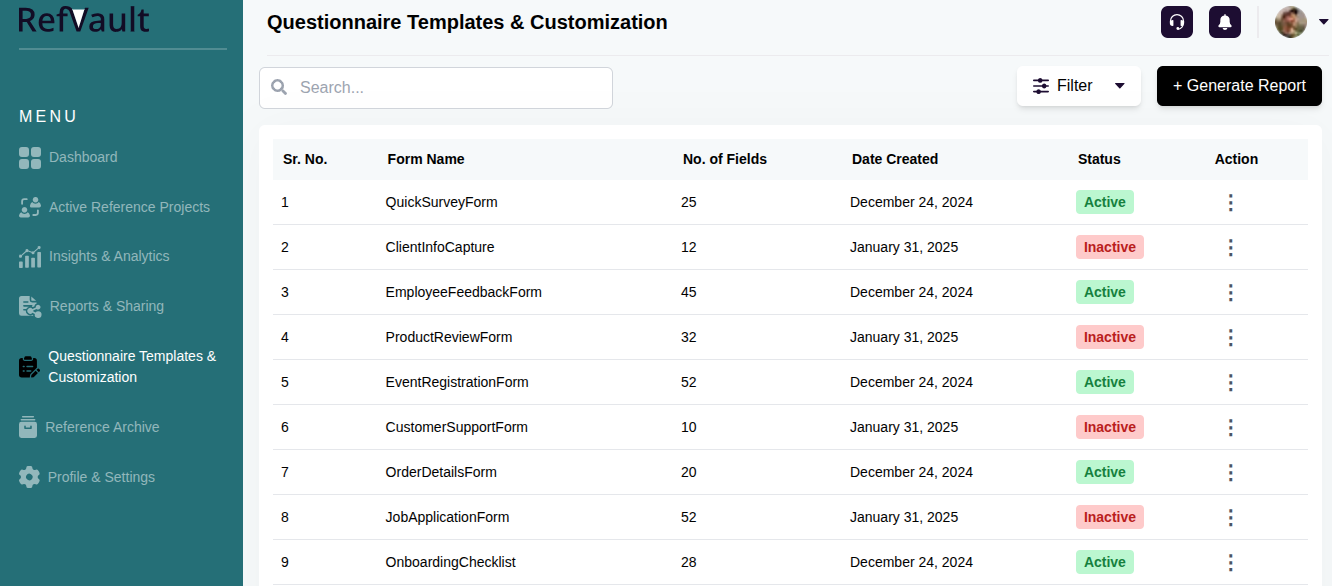 RefVault
Questionnaire Templates & Customization
Search...
Filter
+ Generate Report
MENU
Dashboard
Active Reference Projects
Insights & Analytics
Reports & Sharing
Questionnaire Templates &
Customization
Reference Archive
Profile & Settings
Sr. No. Form Name No. of Fields Date Created Status Action
1 QuickSurveyForm 25 December 24, 2024 Active
2 ClientInfoCapture 12 January 31, 2025 Inactive
3 EmployeeFeedbackForm 45 December 24, 2024 Active
4 ProductReviewForm 32 January 31, 2025 Inactive
5 EventRegistrationForm 52 December 24, 2024 Active
6 CustomerSupportForm 10 January 31, 2025 Inactive
7 OrderDetailsForm 20 December 24, 2024 Active
8 JobApplicationForm 52 January 31, 2025 Inactive
9 OnboardingChecklist 28 December 24, 2024 Active